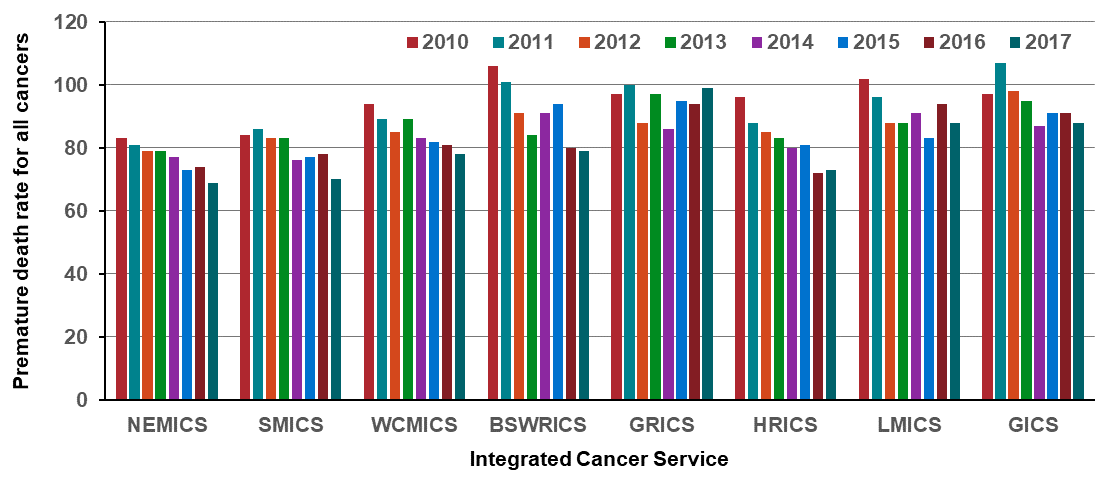 Premature death rate for all cancers
120
100
80
60
40
20
0
2010 2011 2012 2013 2014 2015 2016 2017
NEMICS SMICS WCMICS BSWRICS GRICS HRICS LMICS GICS
Integrated Cancer Service